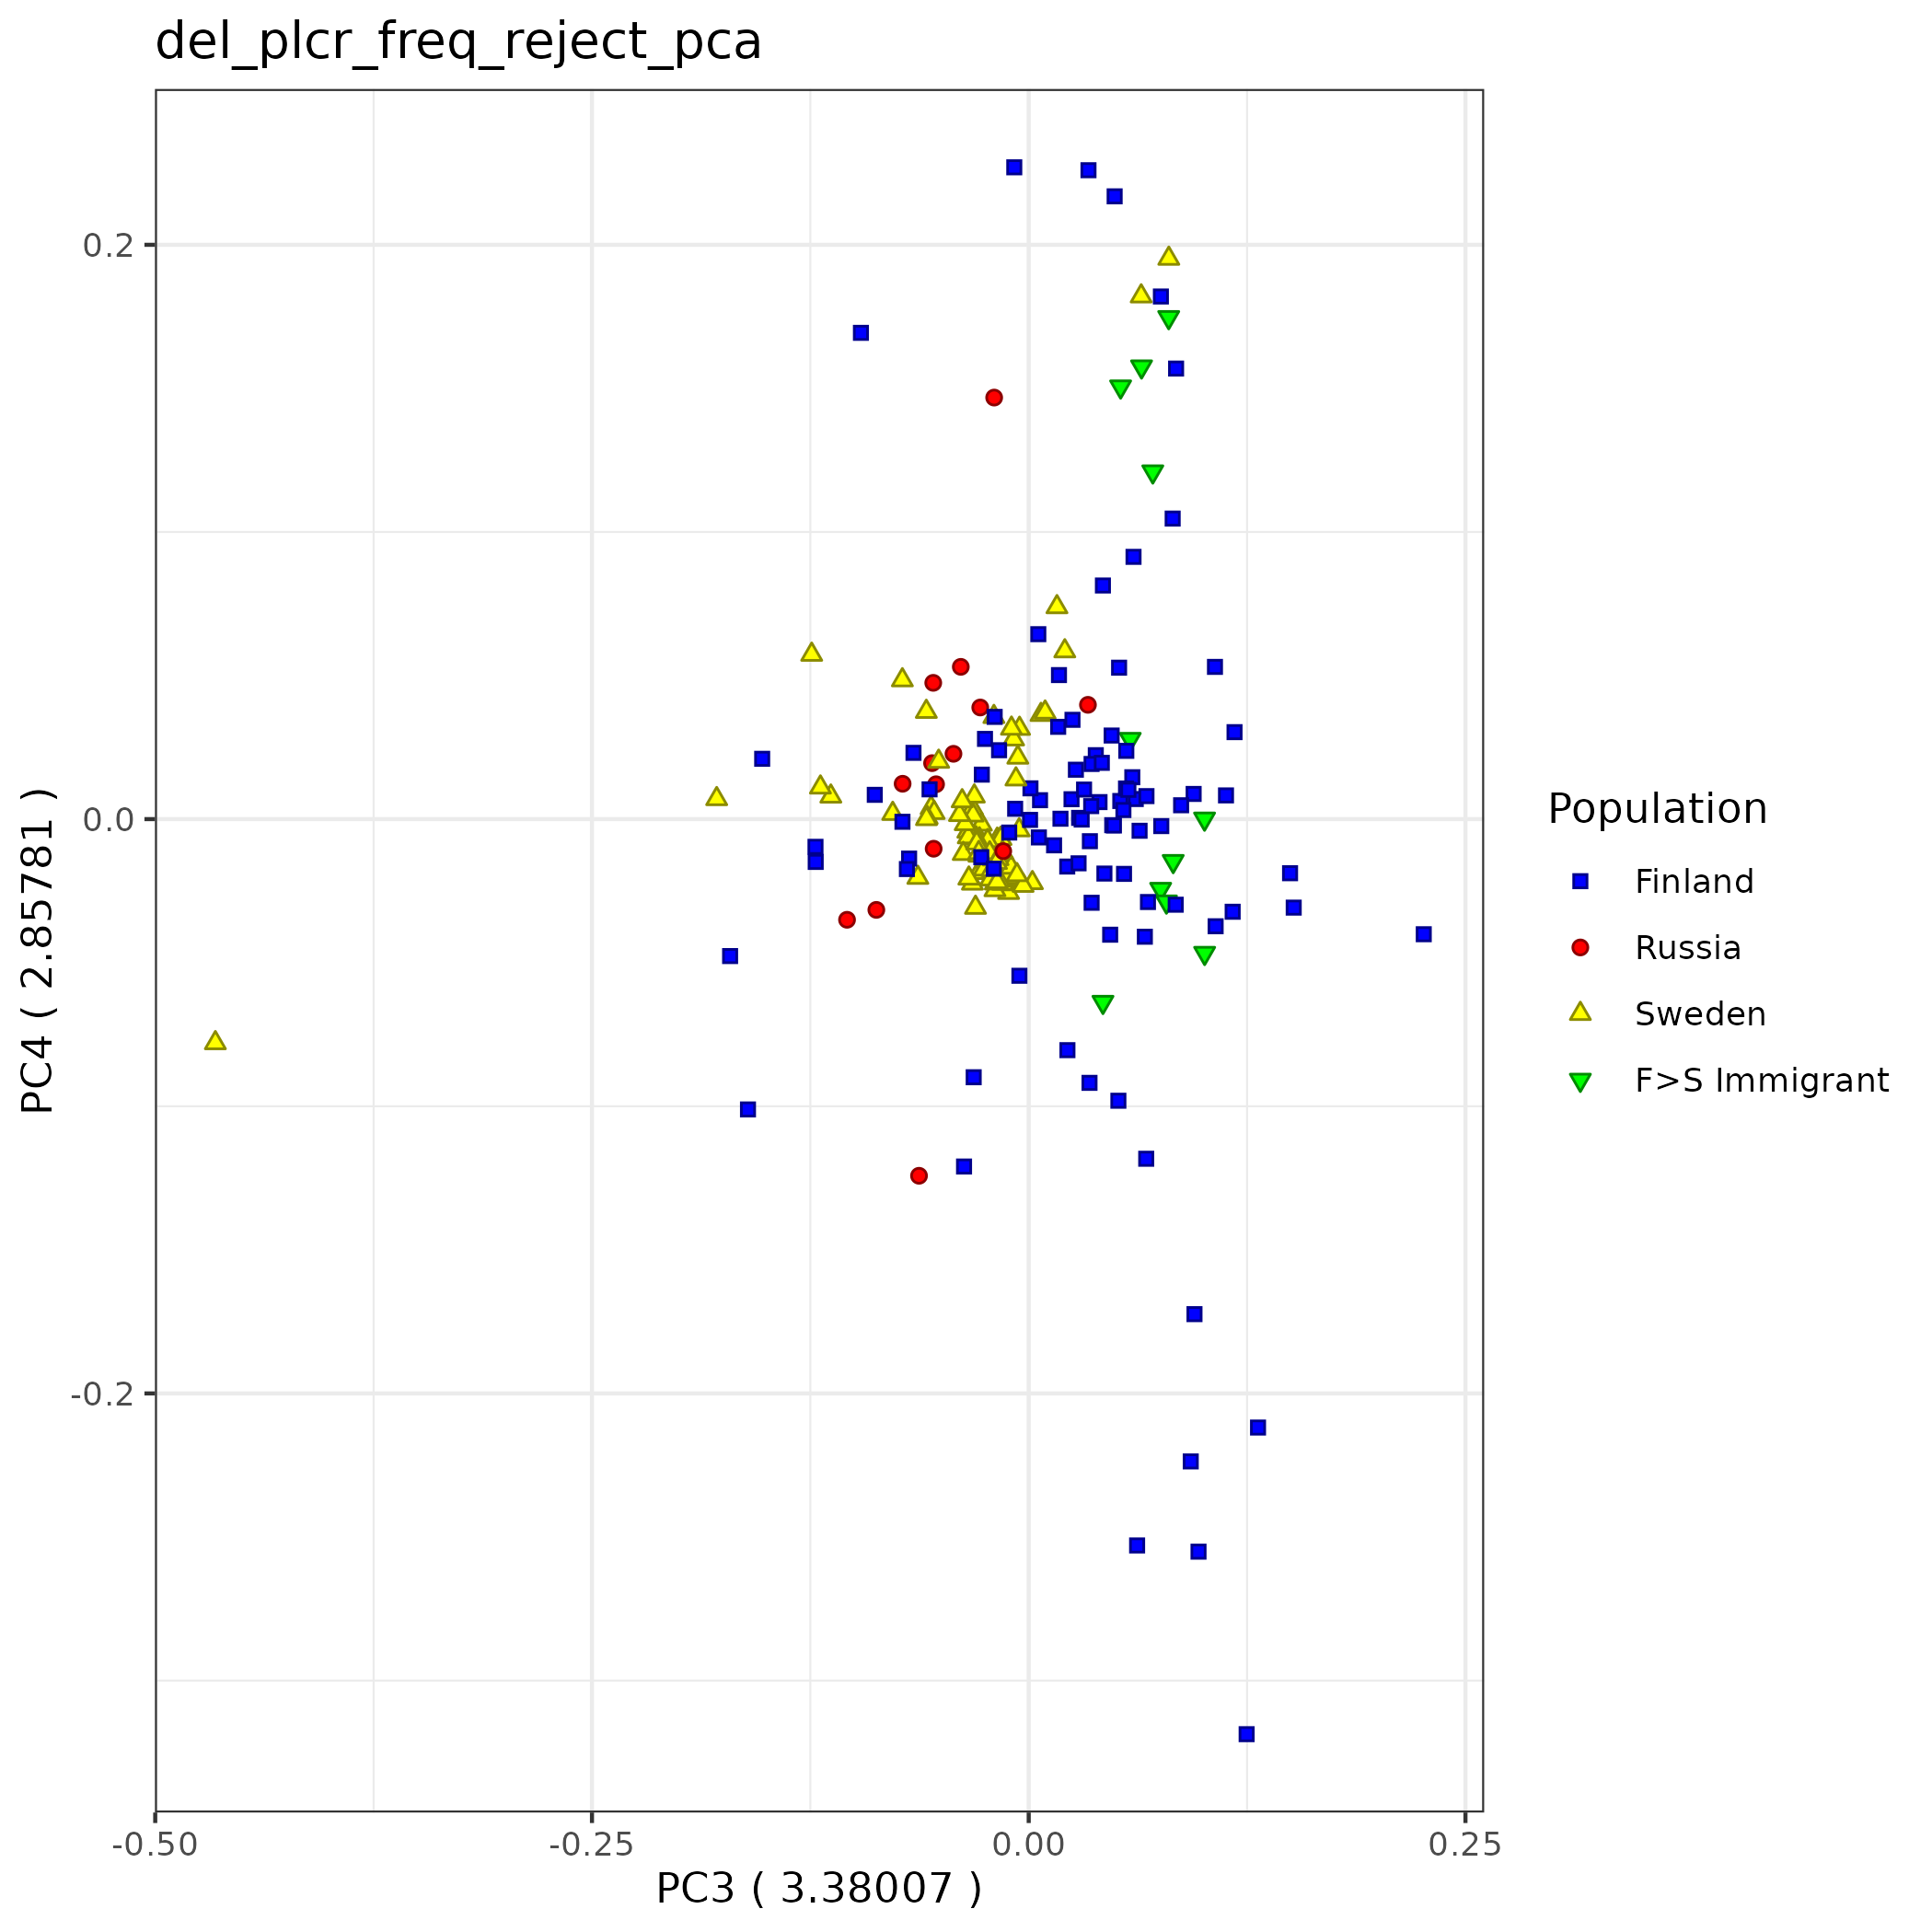 del_plcr_freq_reject_pca
PC4 ( 2.85781 )
0.2
0.0
-0.2
-0.50
-0.25
0.00
0.25
PC3 ( 3.38007 )
Population
Finland
Russia
Sweden
F>S Immigrant